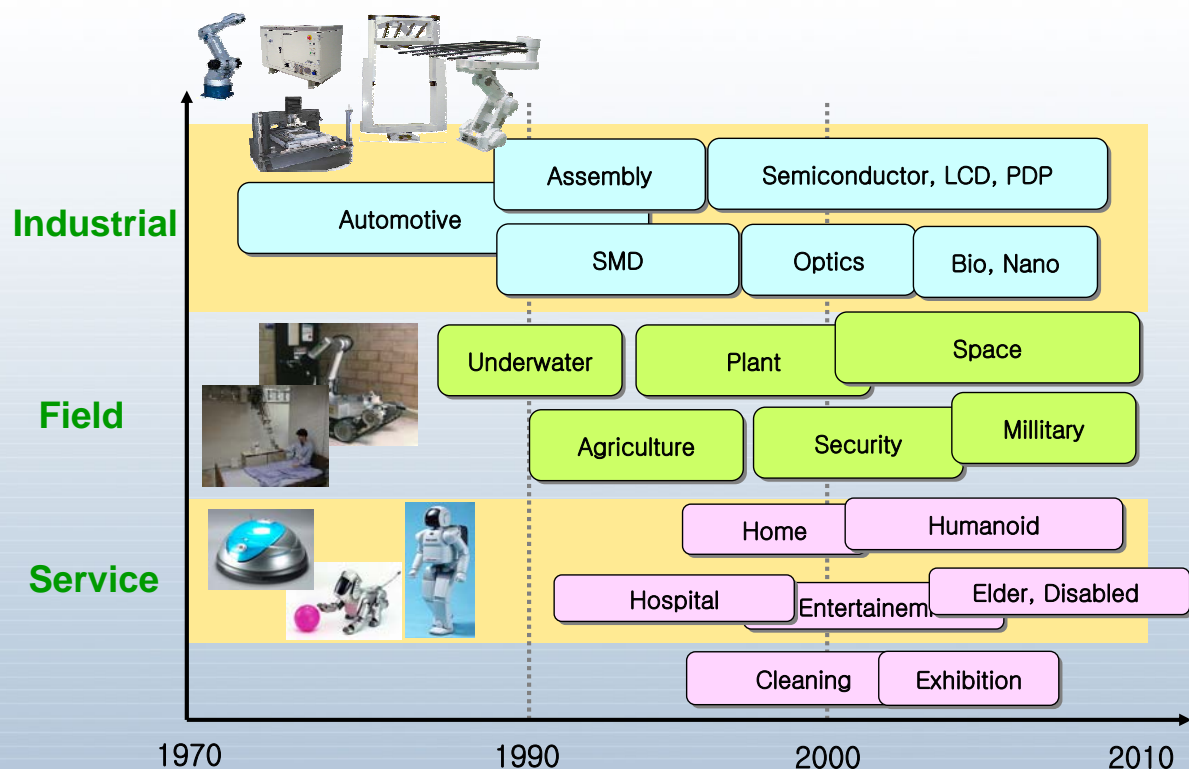 Assembly
Semiconductor, LCD, PDP
Industrial
Automotive
SMD
Optics
Bio, Nano
Underwater
Plant
Space
Field
Agriculture
Security
Millitary
Home
Humanoid
Service
Hospital
Entertainem
Elder, Disabled
Cleaning
Exhibition
1970
1990
2000
2010